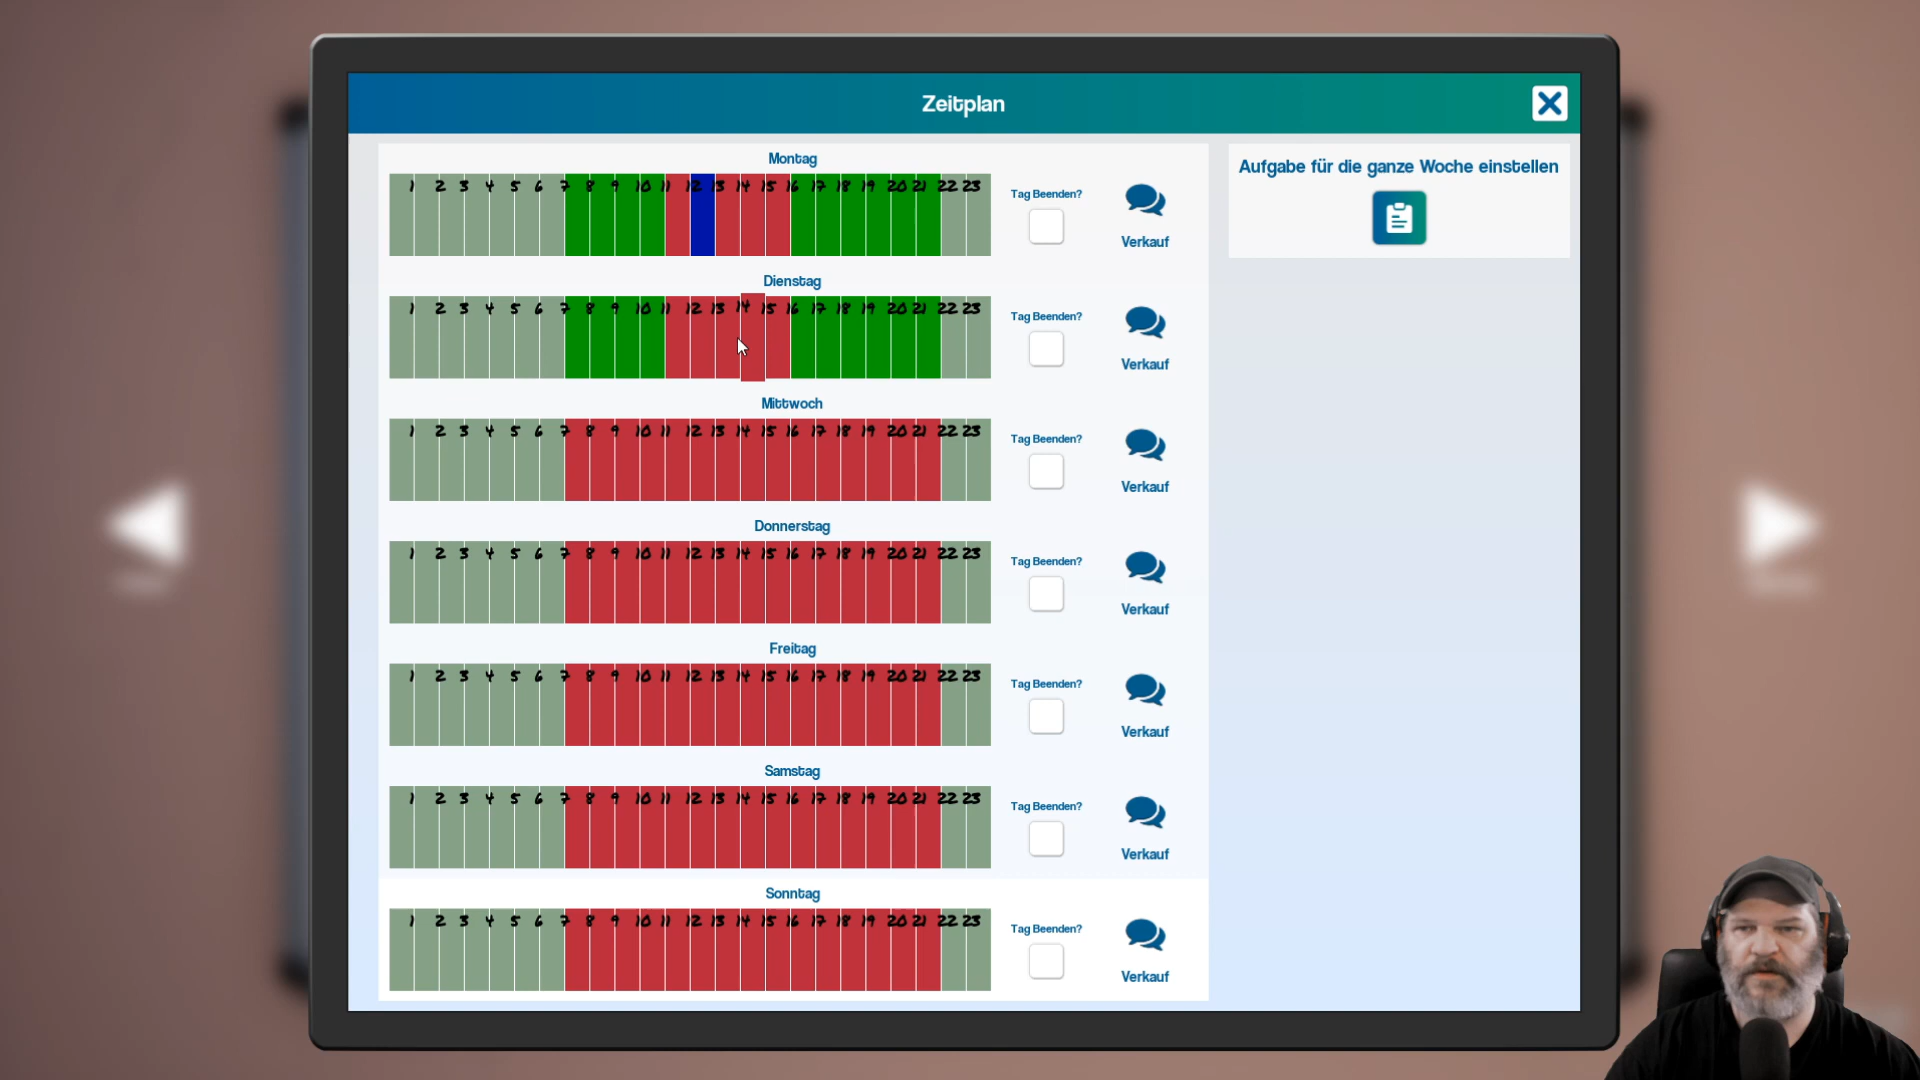 Zeitplan
Aufgabe für die ganze Woche einstellen
Montag
1 2 3 4 5 6 7 8 9 10 11 12 13 14 15 16 17 18 19 20 21 22 23
Tag Beenden?
Verkauf
Dienstag
1 2 3 4 5 6 7 8 9 10 11 12 13 14 15 16 17 18 19 20 21 22 23
Tag Beenden?
Verkauf
Mittwoch
1 2 3 4 5 6 7 8 9 10 11 12 13 14 15 16 17 18 19 20 21 22 23
Tag Beenden?
Verkauf
Donnerstag
1 2 3 4 5 6 7 8 9 10 11 12 13 14 15 16 17 18 19 20 21 22 23
Tag Beenden?
Verkauf
Freitag
1 2 3 4 5 6 7 8 9 10 11 12 13 14 15 16 17 18 19 20 21 22 23
Tag Beenden?
Verkauf
Samstag
1 2 3 4 5 6 7 8 9 10 11 12 13 14 15 16 17 18 19 20 21 22 23
Tag Beenden?
Verkauf
Sonntag
1 2 3 4 5 6 7 8 9 10 11 12 13 14 15 16 17 18 19 20 21 22 23
Tag Beenden?
Verkauf